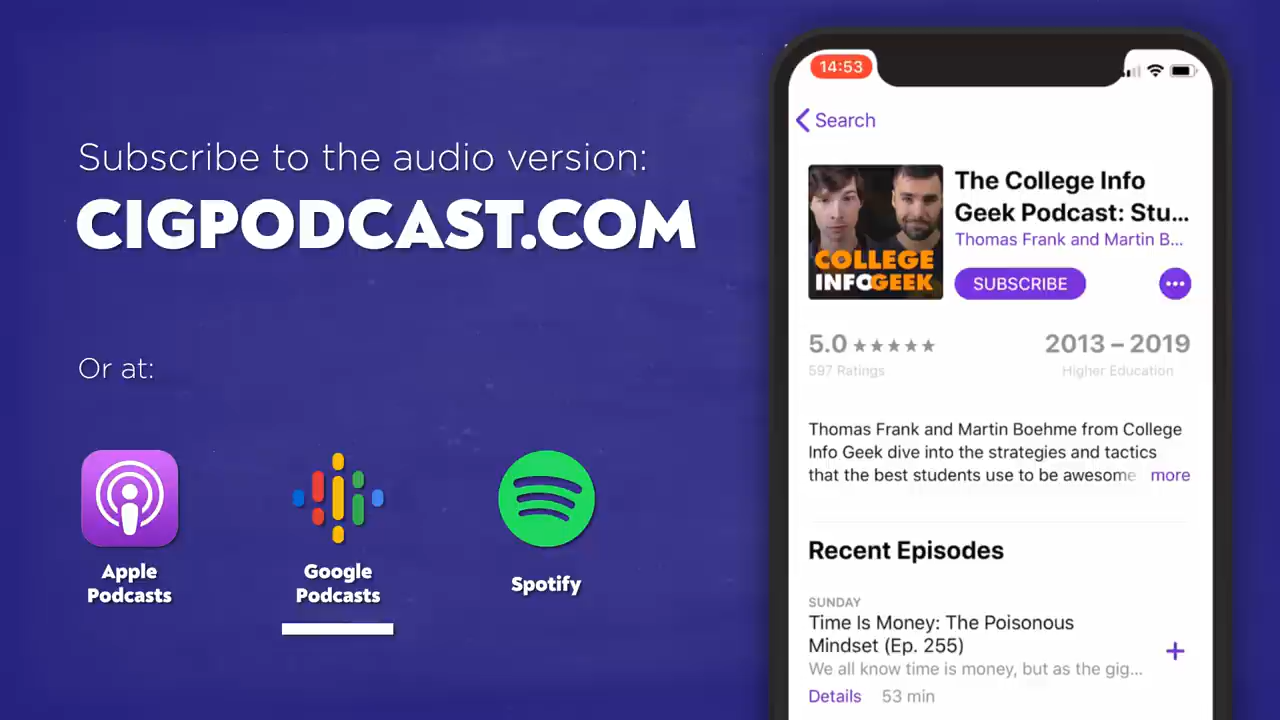 Subscribe to the audio version:
CIGPODCAST.COM
Or at:
Apple
Podcasts
Google
Podcasts
Spotify
14:53
Search
COLLEGE
INFOGEEK
The College Info
Geek Podcast: Stu...
Thomas Frank and Martin B...
SUBSCRIBE
5.0 ★★★★★
597 Ratings
2013 – 2019
Higher Education
Thomas Frank and Martin Boehme from College
Info Geek dive into the strategies and tactics
that the best students use to be awesome more
Recent Episodes
SUNDAY
Time Is Money: The Poisonous
Mindset (Ep. 255)
We all know time is money, but as the gig...
Details 53 min